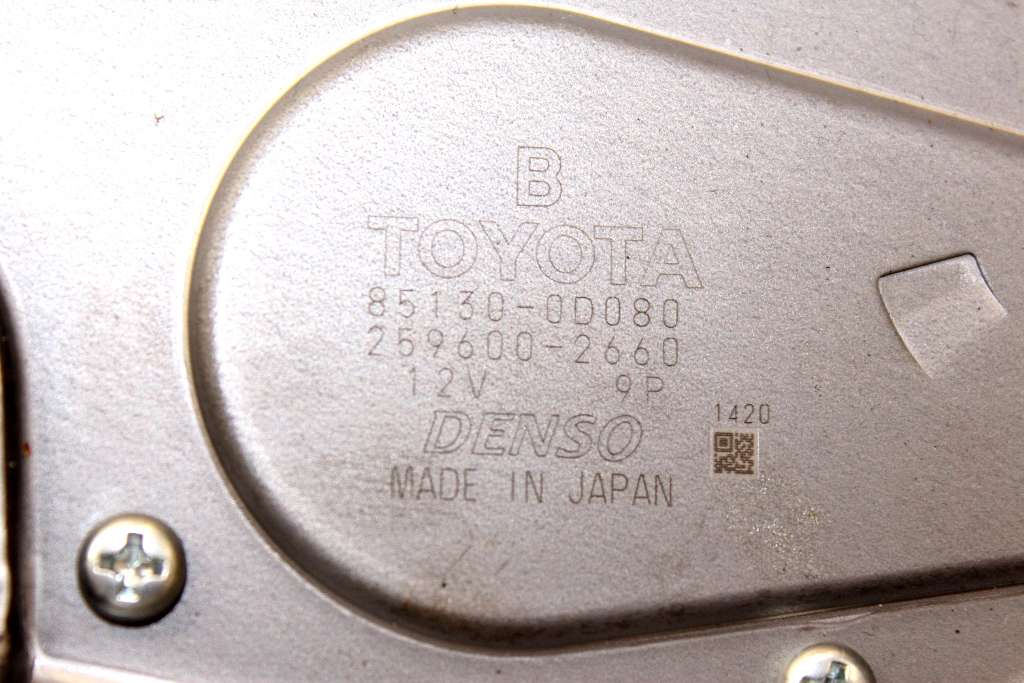 B
TOYOTA
85130-0D080
259600-2660
12V 9P
DENSO
1420
MADE IN JAPAN